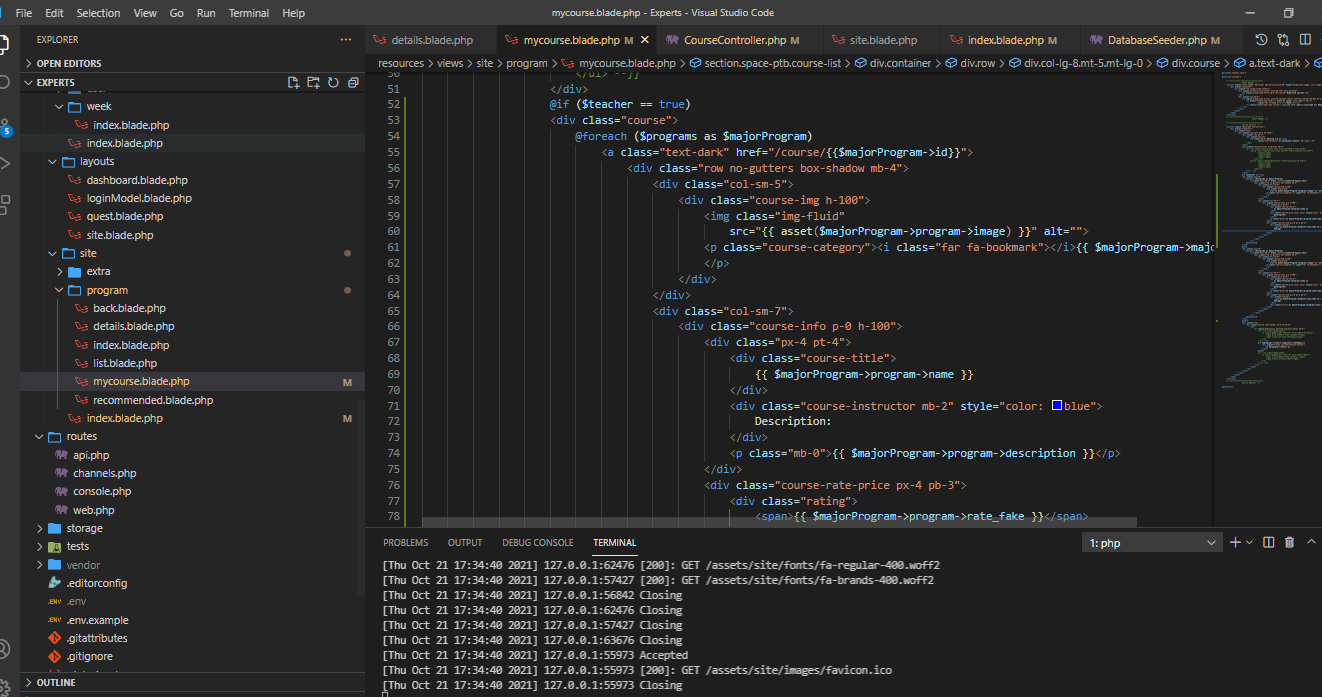 File Edit Selection View Go Run Terminal Help
mycourse.blade.php - Experts - Visual Studio Code
EXPLORER
OPEN EDITORS
EXPERTS
week
index.blade.php
index.blade.php
layouts
dashboard.blade.php
loginModel.blade.php
quest.blade.php
site.blade.php
site
extra
program
back.blade.php
details.blade.php
index.blade.php
list.blade.php
mycourse.blade.php M
recommended.blade.php
index.blade.php M
routes
api.php
channels.php
console.php
web.php
storage
tests
vendor
.editorconfig
.env
.env.example
.gitattributes
.gitignore
OUTLINE
5
details.blade.php mycourse.blade.php M CourseController.php M site.blade.php index.blade.php M DatabaseSeeder.php M
resources > views > site > program > mycourse.blade.php > section.space-ptb.course-list > div.container > div.row > div.col-lg-8.mt-5.mt-lg-0 > div.course > a.text-dark >
50 </ul> --}}
51 </div>
52 @if ($teacher == true)
53 <div class="course">
54 @foreach ($programs as $majorProgram)
55 <a class="text-dark" href="/course/{{$majorProgram->id}}">
56 <div class="row no-gutters box-shadow mb-4">
57 <div class="col-sm-5">
58 <div class="course-img h-100">
59 <img class="img-fluid"
60 src="{{ asset($majorProgram->program->image) }}" alt="">
61 <p class="course-category"><i class="far fa-bookmark"></i>{{ $majorProgram->majo
62 </p>
63 </div>
64 </div>
65 <div class="col-sm-7">
66 <div class="course-info p-0 h-100">
67 <div class="px-4 pt-4">
68 <div class="course-title">
69 {{ $majorProgram->program->name }}
70 </div>
71 <div class="course-instructor mb-2" style="color: blue">
72 Description:
73 </div>
74 <p class="mb-0">{{ $majorProgram->program->description }}</p>
75 </div>
76 <div class="course-rate-price px-4 pb-3">
77 <div class="rating">
78 <span>{{ $majorProgram->program->rate_fake }}</span>
PROBLEMS OUTPUT DEBUG CONSOLE TERMINAL
1: php
[Thu Oct 21 17:34:40 2021] 127.0.0.1:62476 [200]: GET /assets/site/fonts/fa-regular-400.woff2
[Thu Oct 21 17:34:40 2021] 127.0.0.1:57427 [200]: GET /assets/site/fonts/fa-brands-400.woff2
[Thu Oct 21 17:34:40 2021] 127.0.0.1:56842 Closing
[Thu Oct 21 17:34:40 2021] 127.0.0.1:62476 Closing
[Thu Oct 21 17:34:40 2021] 127.0.0.1:57427 Closing
[Thu Oct 21 17:34:40 2021] 127.0.0.1:63676 Closing
[Thu Oct 21 17:34:40 2021] 127.0.0.1:55973 Accepted
[Thu Oct 21 17:34:40 2021] 127.0.0.1:55973 [200]: GET /assets/site/images/favicon.ico
[Thu Oct 21 17:34:40 2021] 127.0.0.1:55973 Closing